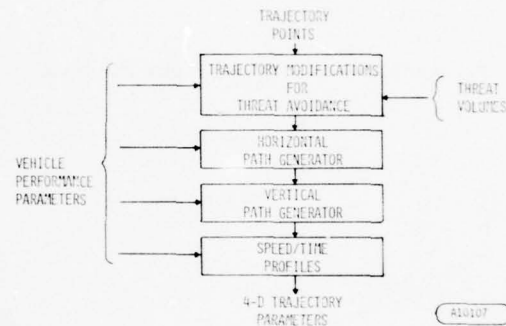 TRAJECTORY
POINTS
TRAJECTORY MODIFICATIONS
FOR
THREAT AVOIDANCE
THREAT
VOLUMES
HORIZONTAL
PATH GENERATOR
VEHICLE
PERFORMANCE
PARAMETERS
VERTICAL
PATH GENERATOR
SPEED/TIME
PROFILES
4-D TRAJECTORY
PARAMETERS
A10107